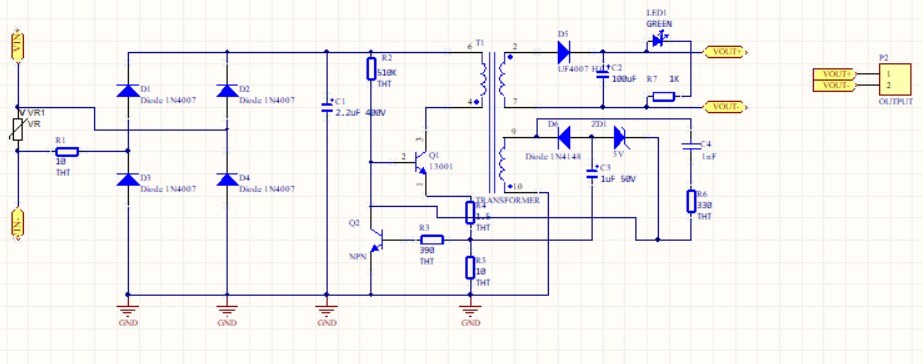 VIN
VR1
VR
R1
10
THT
VIN-
D1
Diode 1N4007
D2
Diode 1N4007
D3
Diode 1N4007
D4
Diode 1N4007
GND
GND
GND
GND
C1
2.2uF 400V
R2
510K
THT
T1
6
4
2
7
9
10
TRANSFORMER
3
2
1
Q1
13001
Q2
NPN
R3
390
THT
R4
1.5
THT
R5
10
THT
D5
UF4007
C2
100uF
LED1
GREEN
R7 1K
VOUT+
VOUT-
D6
Diode 1N4148
ZD1
5V
C3
1uF 50V
C4
1nF
R6
330
THT
P2
VOUT+ 1
VOUT- 2
OUTPUT